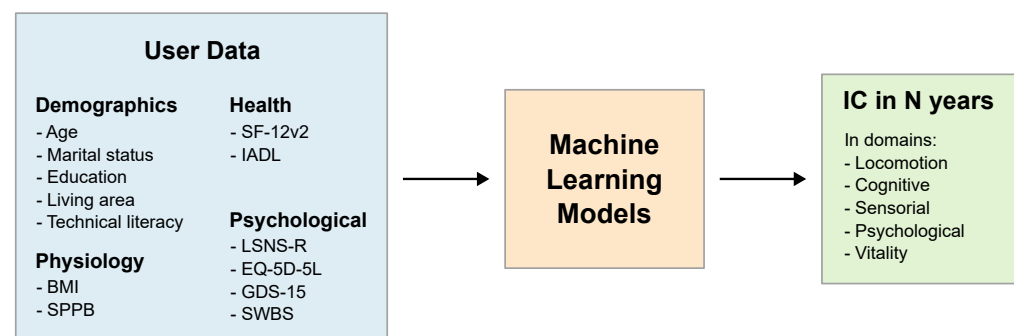 User Data
Demographics
- Age
- Marital status
- Education
- Living area
- Technical literacy
Physiology
- BMI
- SPPB
Health
- SF-12v2
- IADL
Psychological
- LSNS-R
- EQ-5D-5L
- GDS-15
- SWBS
Machine
Learning
Models
IC in N years
In domains:
- Locomotion
- Cognitive
- Sensorial
- Psychological
- Vitality